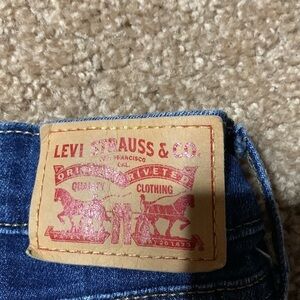 LEVI STRAUSS & CO.
SAN FRANCISCO
CAL.
ORIGINAL RIVETED
QUALITY CLOTHING